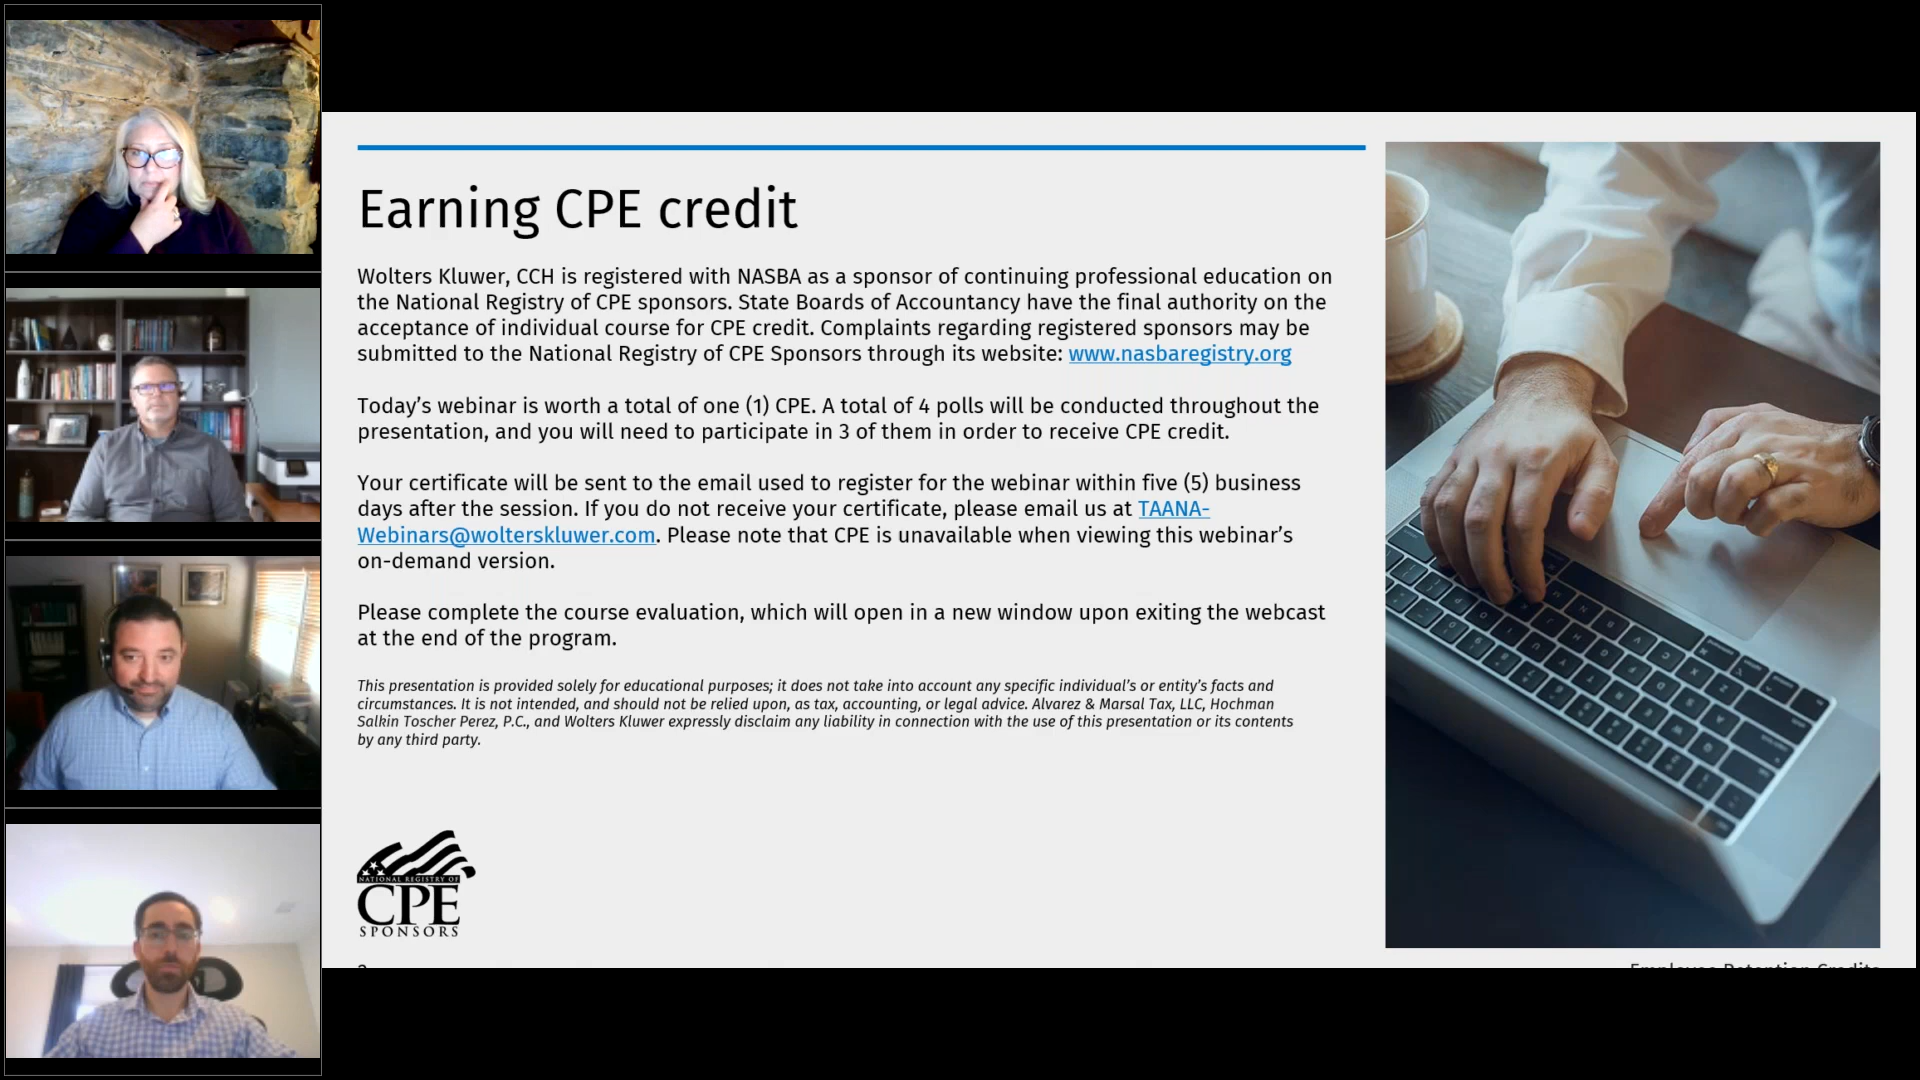 Earning CPE credit
Wolters Kluwer, CCH is registered with NASBA as a sponsor of continuing professional education on
the National Registry of CPE sponsors. State Boards of Accountancy have the final authority on the
acceptance of individual course for CPE credit. Complaints regarding registered sponsors may be
submitted to the National Registry of CPE Sponsors through its website: www.nasbaregistry.org
Today’s webinar is worth a total of one (1) CPE. A total of 4 polls will be conducted throughout the
presentation, and you will need to participate in 3 of them in order to receive CPE credit.
Your certificate will be sent to the email used to register for the webinar within five (5) business
days after the session. If you do not receive your certificate, please email us at TAANA-
Webinars@wolterskluwer.com. Please note that CPE is unavailable when viewing this webinar’s
on-demand version.
Please complete the course evaluation, which will open in a new window upon exiting the webcast
at the end of the program.
This presentation is provided solely for educational purposes; it does not take into account any specific individual’s or entity’s facts and
circumstances. It is not intended, and should not be relied upon, as tax, accounting, or legal advice. Alvarez & Marsal Tax, LLC, Hochman
Salkin Toscher Perez, P.C., and Wolters Kluwer expressly disclaim any liability in connection with the use of this presentation or its contents
by any third party.
NATIONAL REGISTRY OF
CPE
SPONSORS
Employee Retention Credits